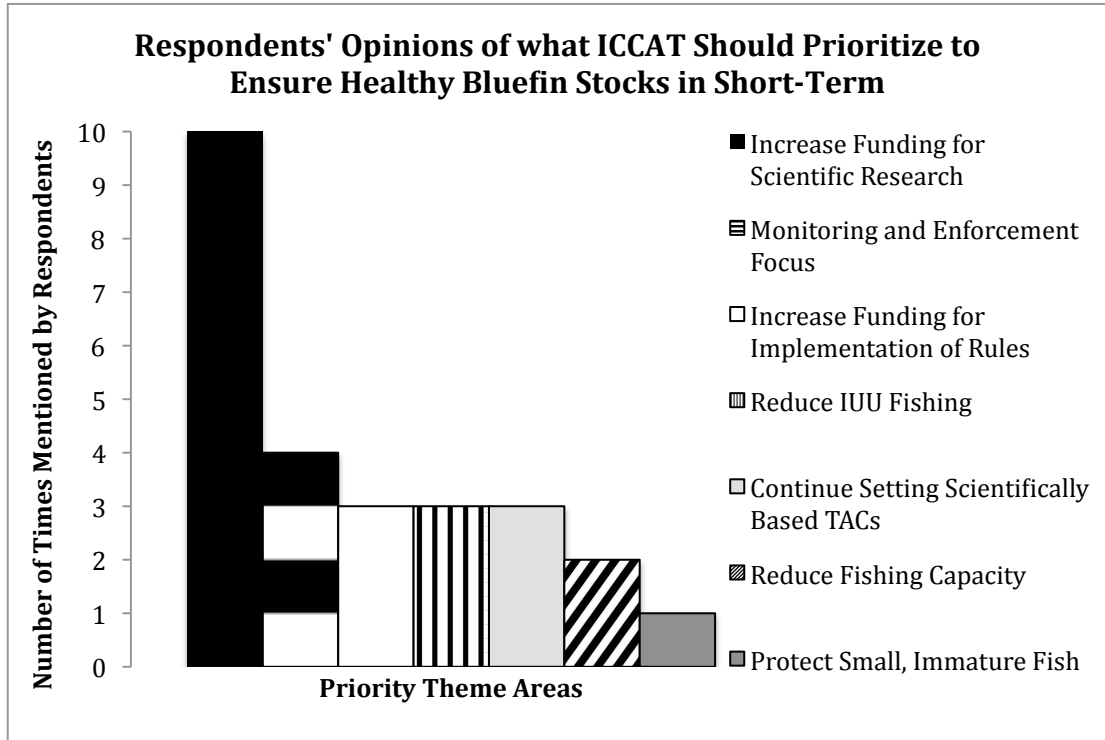 Respondents' Opinions of what ICCAT Should Prioritize to
Ensure Healthy Bluefin Stocks in Short-Term
Number of Times Mentioned by Respondents
10
9
8
7
6
5
4
3
2
1
0
Priority Theme Areas
Increase Funding for
Scientific Research
Monitoring and Enforcement
Focus
Increase Funding for
Implementation of Rules
Reduce IUU Fishing
Continue Setting Scientifically
Based TACs
Reduce Fishing Capacity
Protect Small, Immature Fish